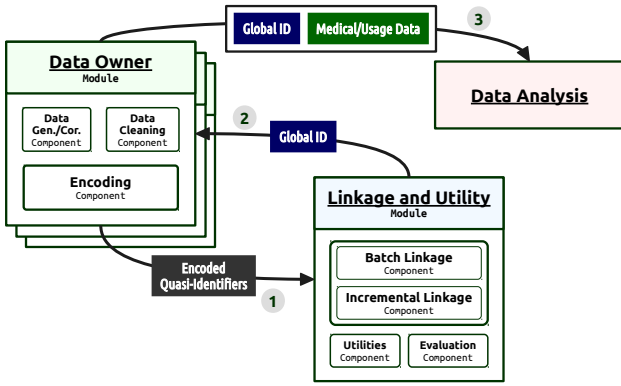 Global ID
Medical/Usage Data
3
Data Owner
Module
Data
Gen./Cor.
Component
Data
Cleaning
Component
Encoding
Component
Data Analysis
2
Global ID
Linkage and Utility
Module
Batch Linkage
Component
Incremental Linkage
Component
Utilities
Component
Evaluation
Component
Encoded
Quasi-Identifiers
1